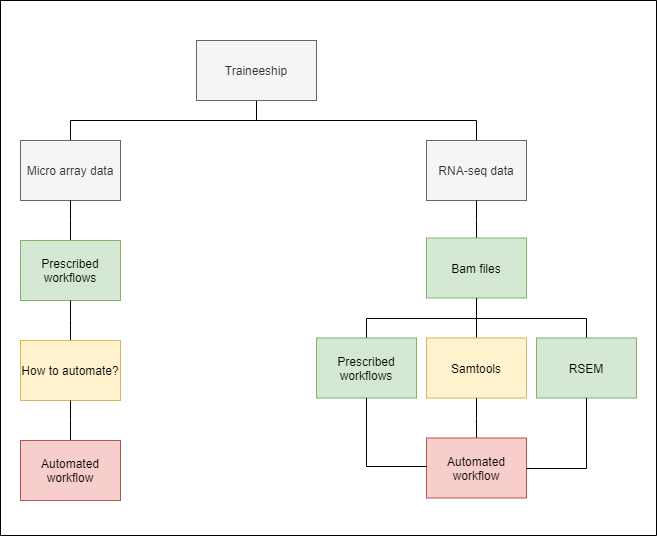 Traineeship
Micro array data
RNA-seq data
Prescribed
workflows
Bam files
How to automate?
Prescribed
workflows
Samtools
RSEM
Automated
workflow
Automated
workflow